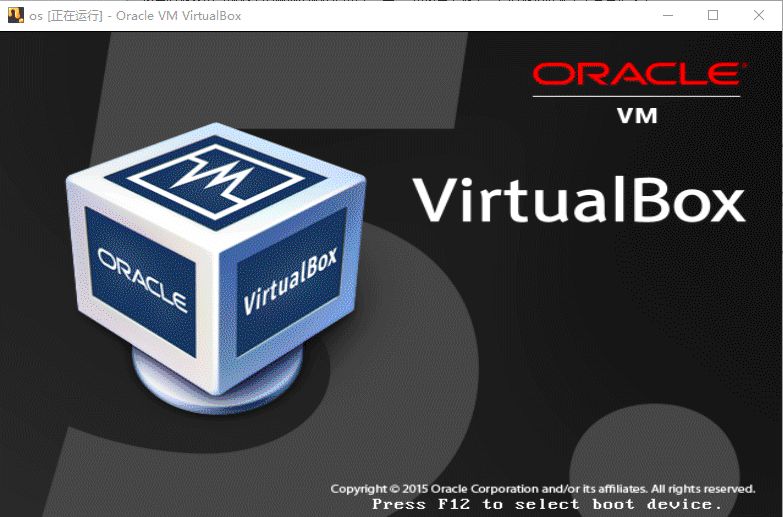 os [正在运行] - Oracle VM VirtualBox
ORACLE®
VM
VirtualBox
ORACLE
VirtualBox
Copyright © 2015 Oracle Corporation and/or its affiliates. All rights reserved.
Press F12 to select boot device.